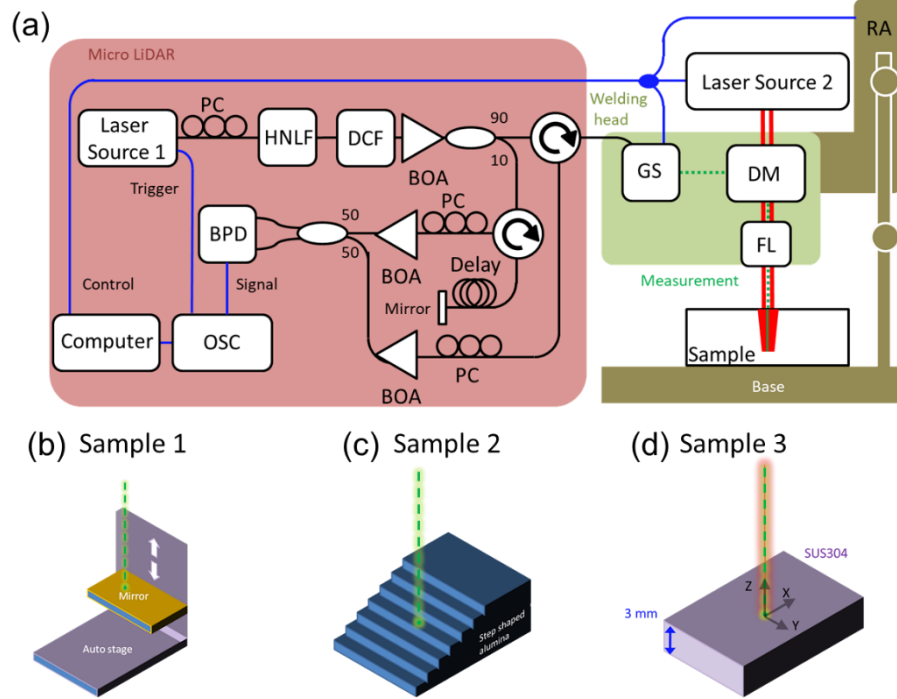 (a)
Micro LiDAR
RA
Laser Source 2
Welding
head
PC
Laser
Source 1
HNLF
DCF
90
10
BOA
GS
DM
Trigger
PC
BPD
50
50
BOA
FL
Delay
Mirror
Measurement
Control
Signal
Computer
OSC
PC
BOA
Sample
Base
(b) Sample 1
Mirror
Auto stage
(c) Sample 2
Step shaped
alumina
(d) Sample 3
SUS304
Z
X
Y
3 mm